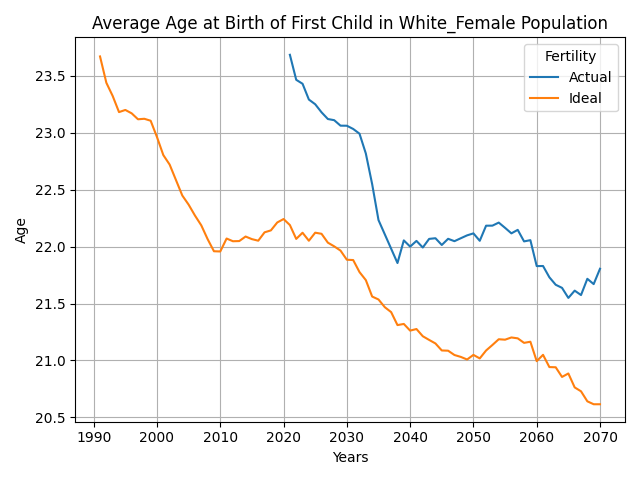 Average Age at Birth of First Child in White_Female Population
Fertility
Actual
Ideal
Age
23.5
23.0
22.5
22.0
21.5
21.0
20.5
1990 2000 2010 2020 2030 2040 2050 2060 2070
Years